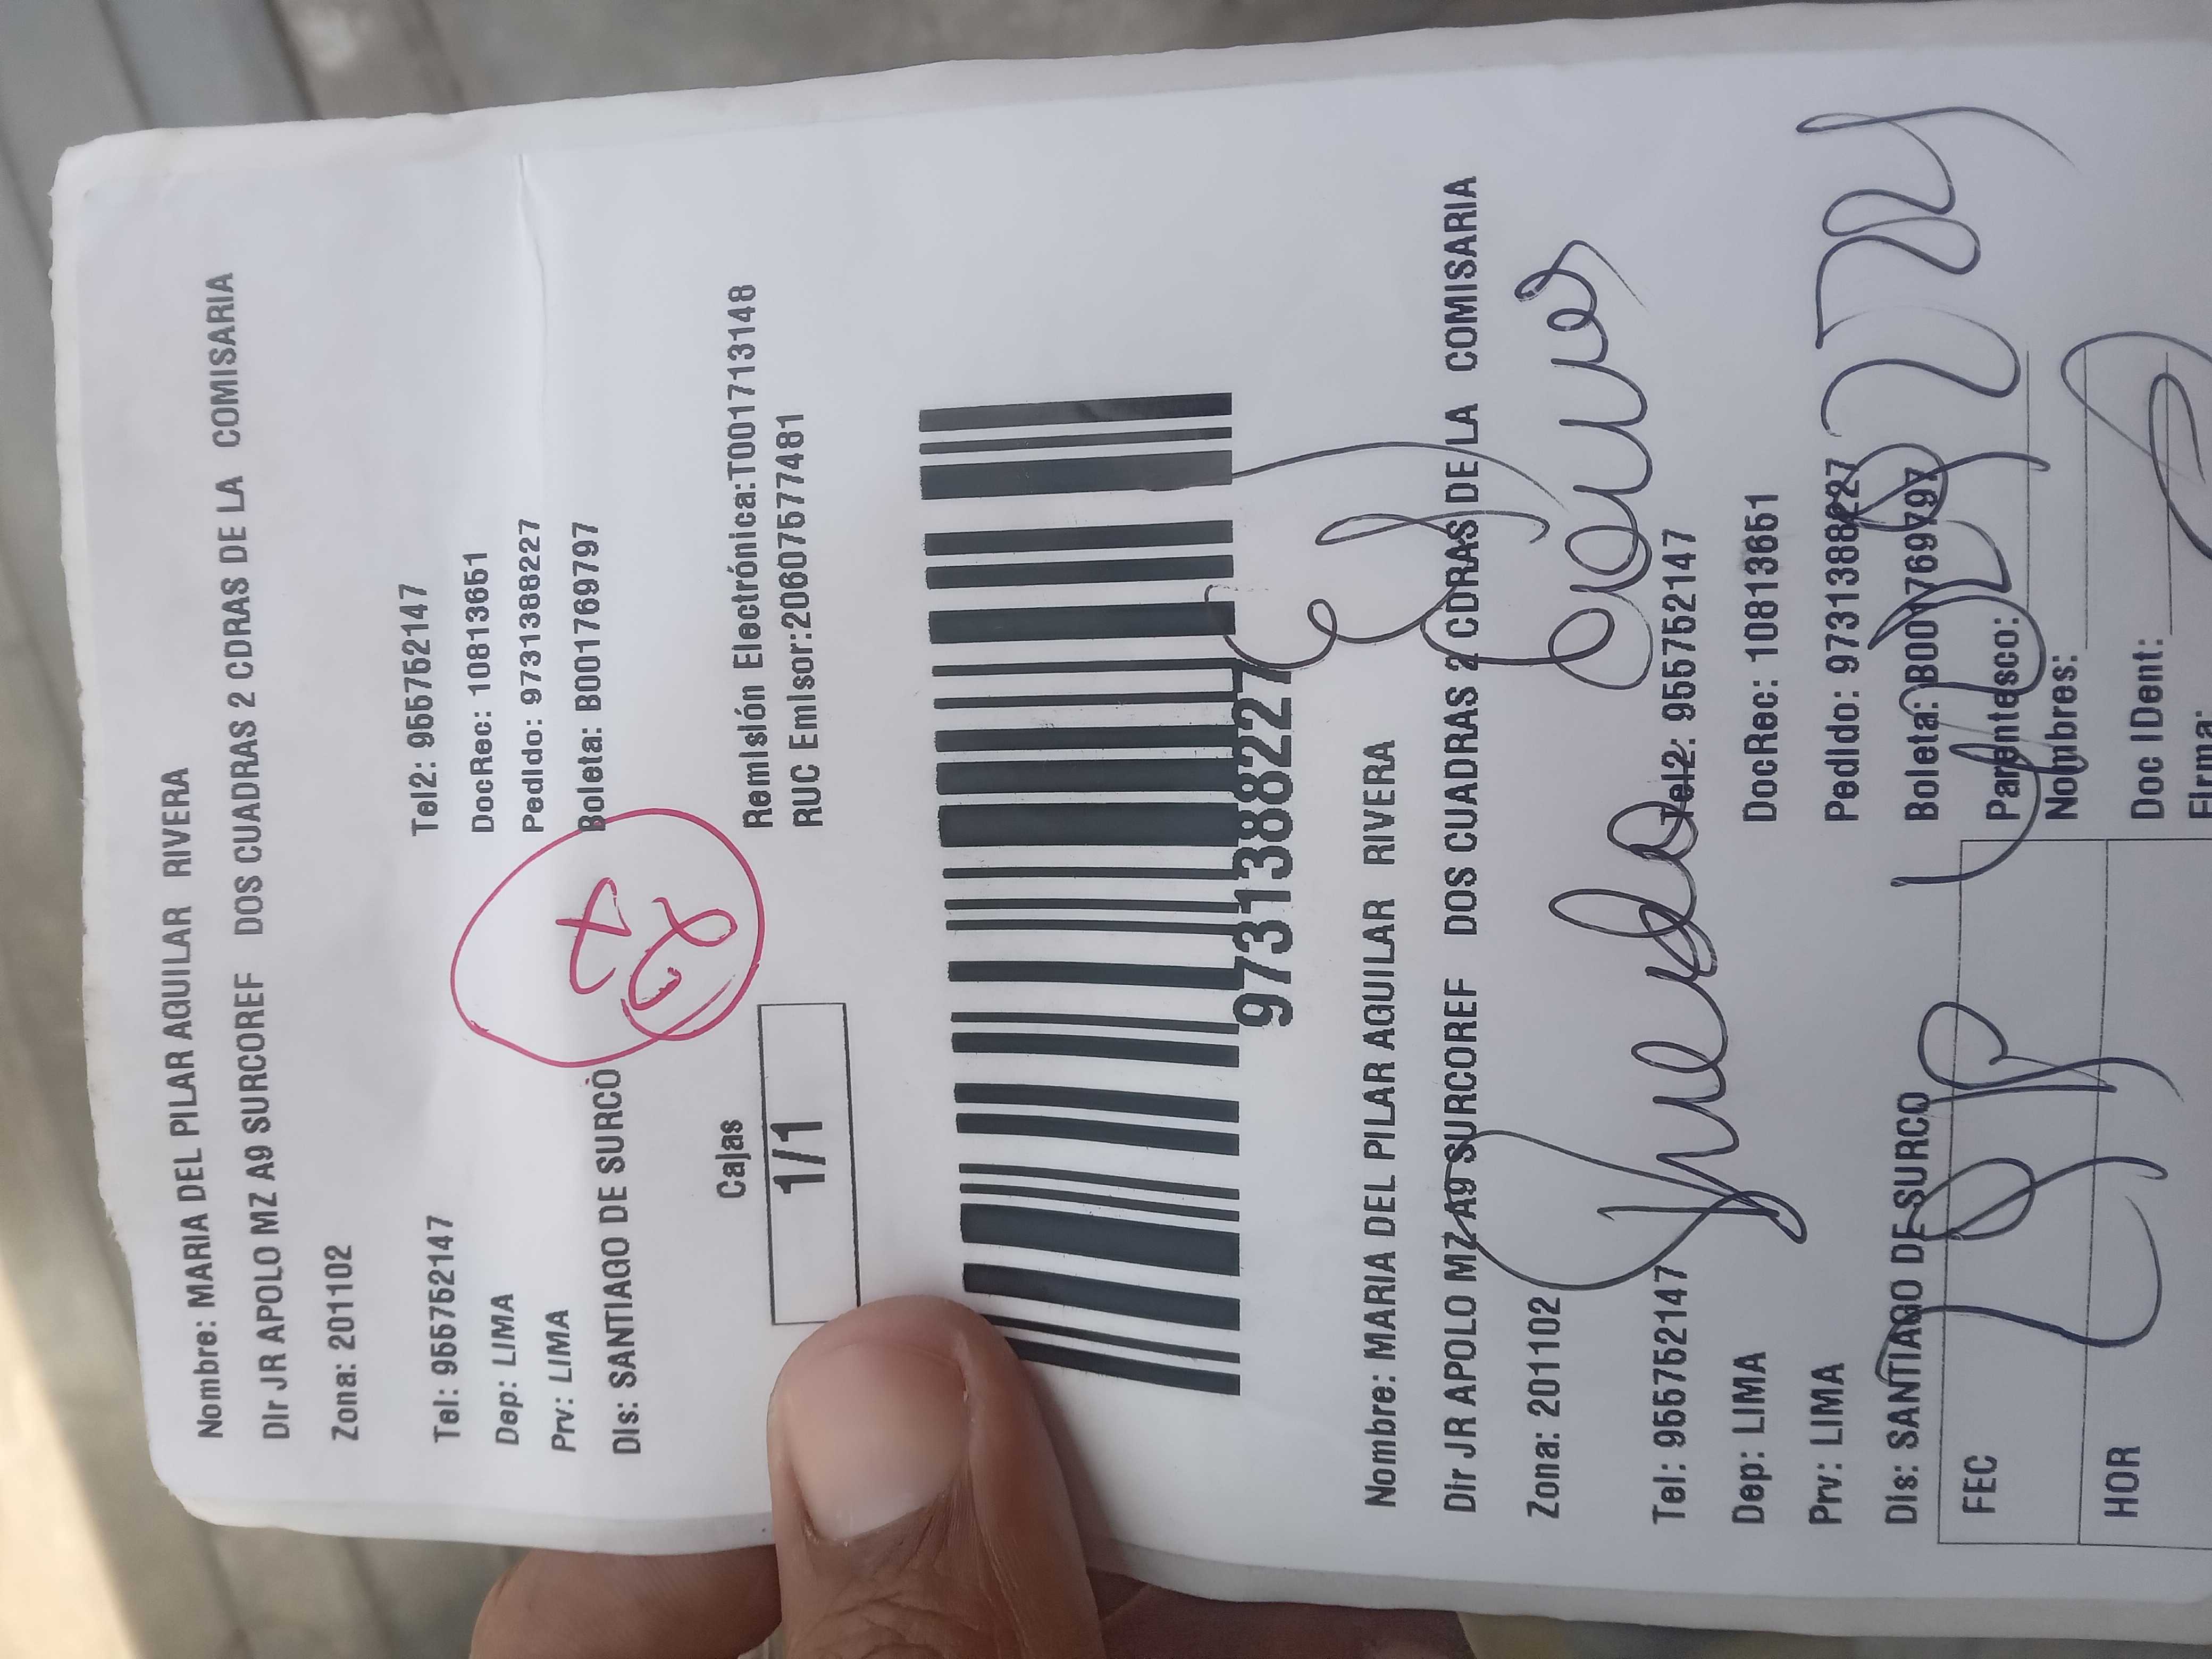 Nombre: MARIA DEL PILAR AGUILAR RIVERA
Dir JR APOLO MZ A9 SURCOREF DOS CUADRAS 2 CDRAS DE LA COMISARIA
Zona: 201102
Tel: 955752147 Tel2: 955752147
Dep: LIMA DocRec: 10813651
Prv: LIMA Pedido: 97313888227
Dis: SANTIAGO DE SURCO Boleta: B001769797
Cajas Remisión Electrónica:T001713148
1/1 RUC Emisor:20607577481
97313888227
Nombre: MARIA DEL PILAR AGUILAR RIVERA
Dir JR APOLO MZ A9 SURCOREF DOS CUADRAS 2 CDRAS DE LA COMISARIA
Zona: 201102
Tel: 955752147 Tel2: 955752147
Dep: LIMA DocRec: 10813651
Prv: LIMA Pedido: 97313888227
Dis: SANTIAGO DE SURCO Boleta: B001769797
FEC Parentesco:
Nombres:
HOR Doc IDent:
Firma: